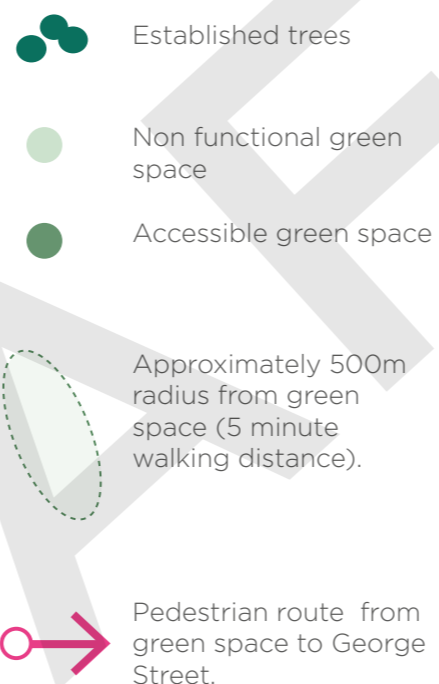 Established trees
Non functional green
space
Accessible green space
Approximately 500m
radius from green
space (5 minute
walking distance).
Pedestrian route from
green space to George
Street.